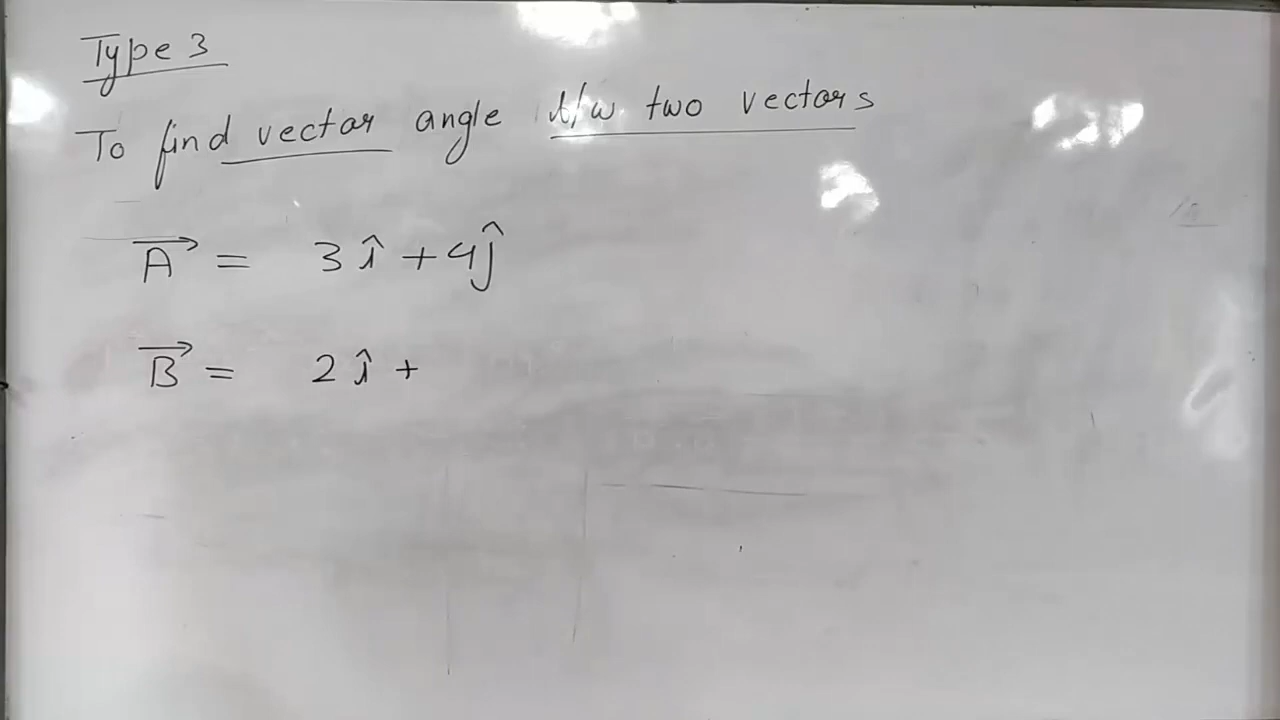 Type 3
To find vector angle b/w two vectors
A⃗ = 3î + 4ĵ
B⃗ = 2î +